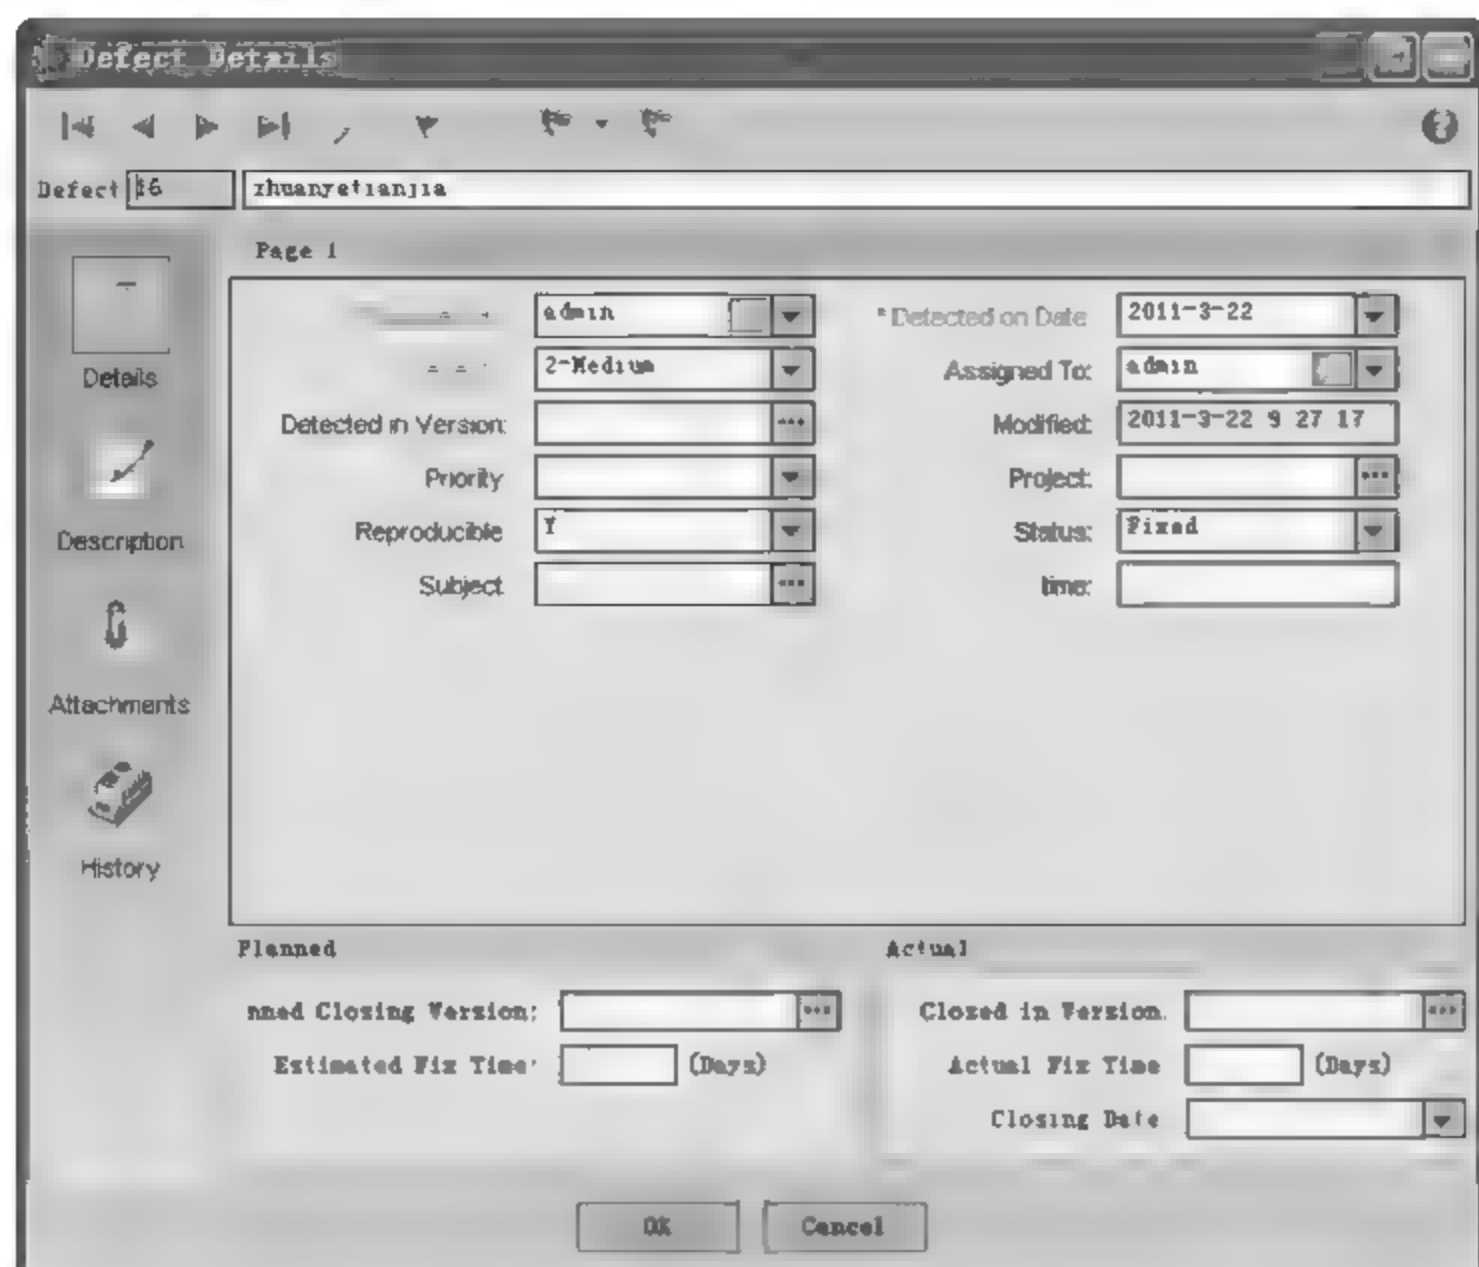 Defect Details
Defect 16 zhuanyetianjia
Page 1
admin * Detected on Date: 2011-3-22
2-Medium Assigned To: admin
Details
Detected in Version: Modified: 2011-3-22 9 27 17
Priority Project:
Description Reproducible Y Status: Fixed
Subject time:
Attachments
History
Planned Actual
nned Closing Version: Closed in Version.
Estimated Fix Time: (Days) Actual Fix Time (Days)
Closing Date
OK Cancel